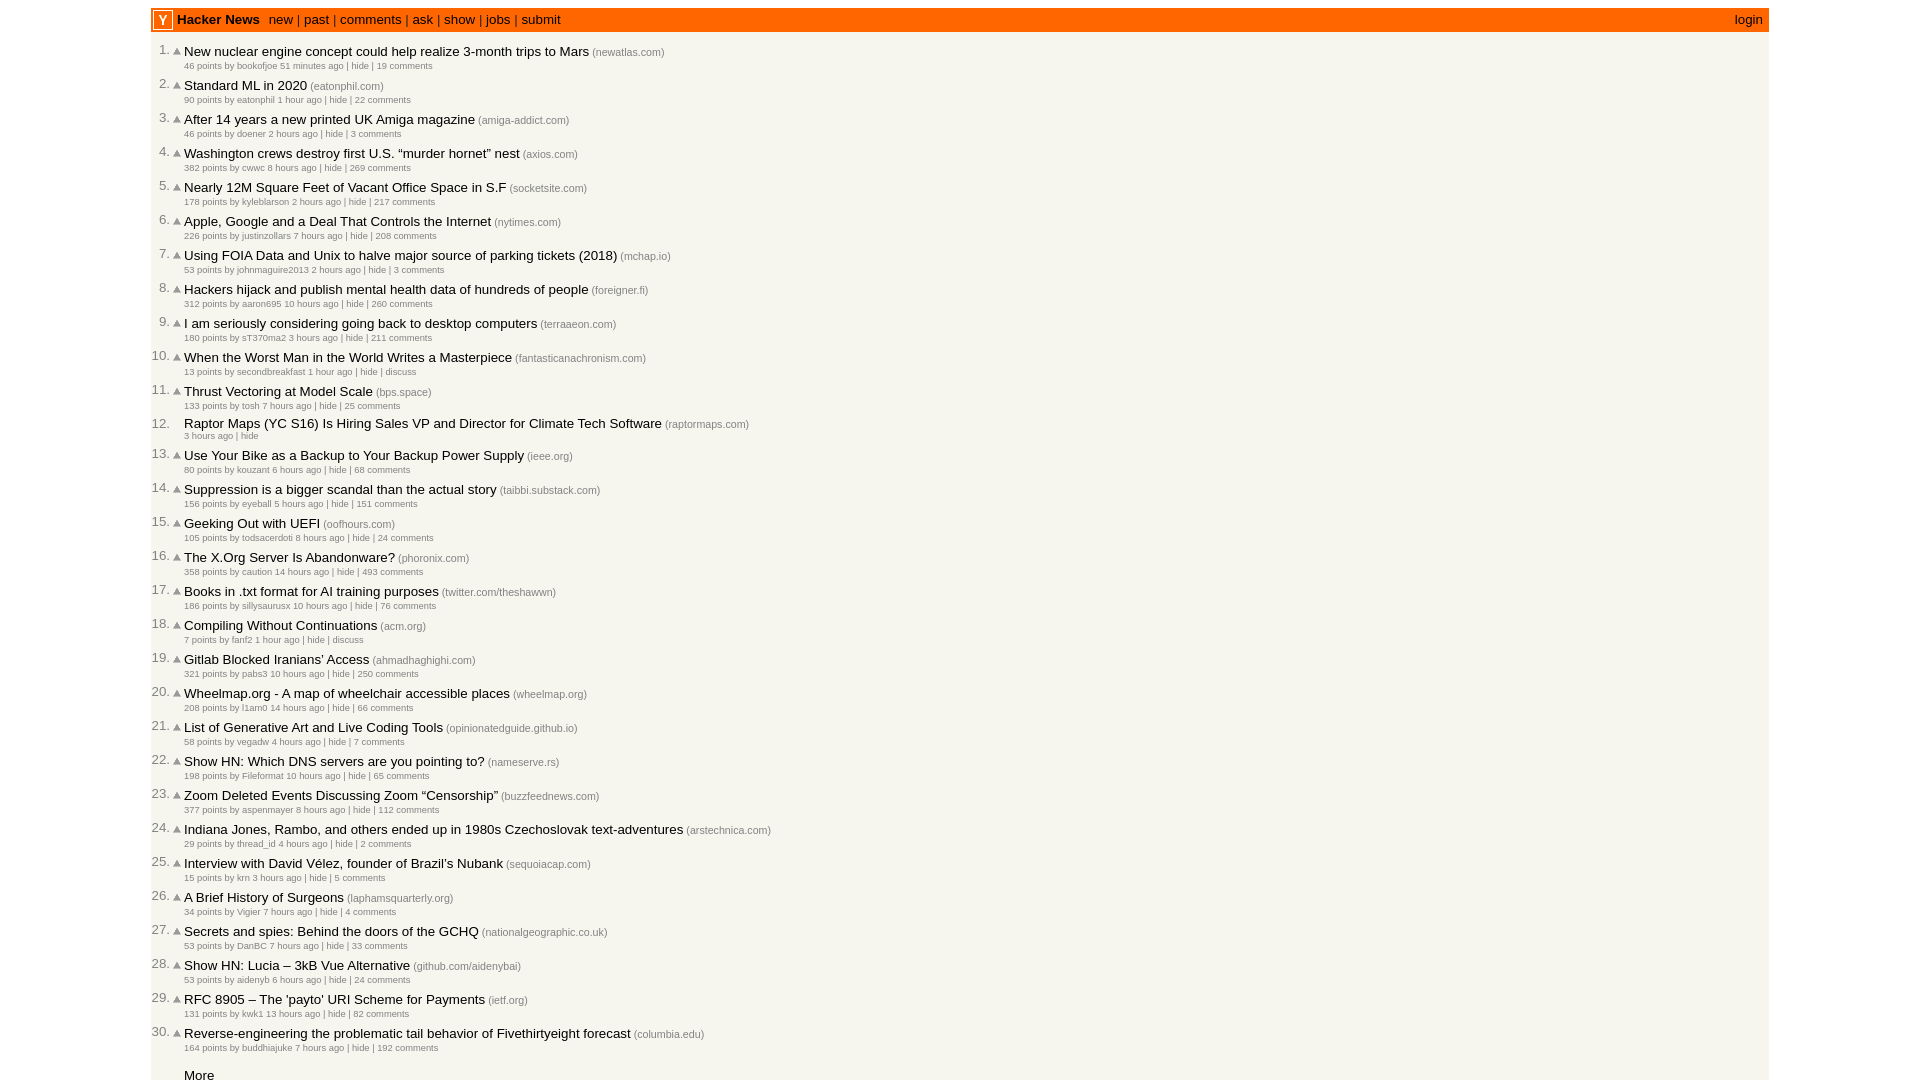 Y Hacker News new | past | comments | ask | show | jobs | submit login
1. New nuclear engine concept could help realize 3-month trips to Mars (newatlas.com)
46 points by bookofjoe 51 minutes ago | hide | 19 comments
2. Standard ML in 2020 (eatonphil.com)
90 points by eatonphil 1 hour ago | hide | 22 comments
3. After 14 years a new printed UK Amiga magazine (amiga-addict.com)
46 points by doener 2 hours ago | hide | 3 comments
4. Washington crews destroy first U.S. “murder hornet” nest (axios.com)
382 points by cwwc 8 hours ago | hide | 269 comments
5. Nearly 12M Square Feet of Vacant Office Space in S.F (socketsite.com)
178 points by kyleblarson 2 hours ago | hide | 217 comments
6. Apple, Google and a Deal That Controls the Internet (nytimes.com)
226 points by justinzollars 7 hours ago | hide | 208 comments
7. Using FOIA Data and Unix to halve major source of parking tickets (2018) (mchap.io)
53 points by johnmaguire2013 2 hours ago | hide | 3 comments
8. Hackers hijack and publish mental health data of hundreds of people (foreigner.fi)
312 points by aaron695 10 hours ago | hide | 260 comments
9. I am seriously considering going back to desktop computers (terraaeon.com)
180 points by sT370ma2 3 hours ago | hide | 211 comments
10. When the Worst Man in the World Writes a Masterpiece (fantasticanachronism.com)
13 points by secondbreakfast 1 hour ago | hide | discuss
11. Thrust Vectoring at Model Scale (bps.space)
133 points by tosh 7 hours ago | hide | 25 comments
12. Raptor Maps (YC S16) Is Hiring Sales VP and Director for Climate Tech Software (raptormaps.com)
3 hours ago | hide
13. Use Your Bike as a Backup to Your Backup Power Supply (ieee.org)
80 points by kouzant 6 hours ago | hide | 68 comments
14. Suppression is a bigger scandal than the actual story (taibbi.substack.com)
156 points by eyeball 5 hours ago | hide | 151 comments
15. Geeking Out with UEFI (oofhours.com)
105 points by todsacerdoti 8 hours ago | hide | 24 comments
16. The X.Org Server Is Abandonware? (phoronix.com)
358 points by caution 14 hours ago | hide | 493 comments
17. Books in .txt format for AI training purposes (twitter.com/theshawwn)
186 points by sillysaurusx 10 hours ago | hide | 76 comments
18. Compiling Without Continuations (acm.org)
7 points by fanf2 1 hour ago | hide | discuss
19. Gitlab Blocked Iranians’ Access (ahmadhaghighi.com)
321 points by pabs3 10 hours ago | hide | 250 comments
20. Wheelmap.org - A map of wheelchair accessible places (wheelmap.org)
208 points by l1am0 14 hours ago | hide | 66 comments
21. List of Generative Art and Live Coding Tools (opinionatedguide.github.io)
58 points by vegadw 4 hours ago | hide | 7 comments
22. Show HN: Which DNS servers are you pointing to? (nameserve.rs)
198 points by Fileformat 10 hours ago | hide | 65 comments
23. Zoom Deleted Events Discussing Zoom “Censorship” (buzzfeednews.com)
377 points by aspenmayer 8 hours ago | hide | 112 comments
24. Indiana Jones, Rambo, and others ended up in 1980s Czechoslovak text-adventures (arstechnica.com)
29 points by thread_id 4 hours ago | hide | 2 comments
25. Interview with David Vélez, founder of Brazil’s Nubank (sequoiacap.com)
15 points by krn 3 hours ago | hide | 5 comments
26. A Brief History of Surgeons (laphamsquarterly.org)
34 points by Vigier 7 hours ago | hide | 4 comments
27. Secrets and spies: Behind the doors of the GCHQ (nationalgeographic.co.uk)
53 points by DanBC 7 hours ago | hide | 33 comments
28. Show HN: Lucia – 3kB Vue Alternative (github.com/aidenybai)
53 points by aidenyb 6 hours ago | hide | 24 comments
29. RFC 8905 – The 'payto' URI Scheme for Payments (ietf.org)
131 points by kwk1 13 hours ago | hide | 82 comments
30. Reverse-engineering the problematic tail behavior of Fivethirtyeight forecast (columbia.edu)
164 points by buddhiajuke 7 hours ago | hide | 192 comments
More